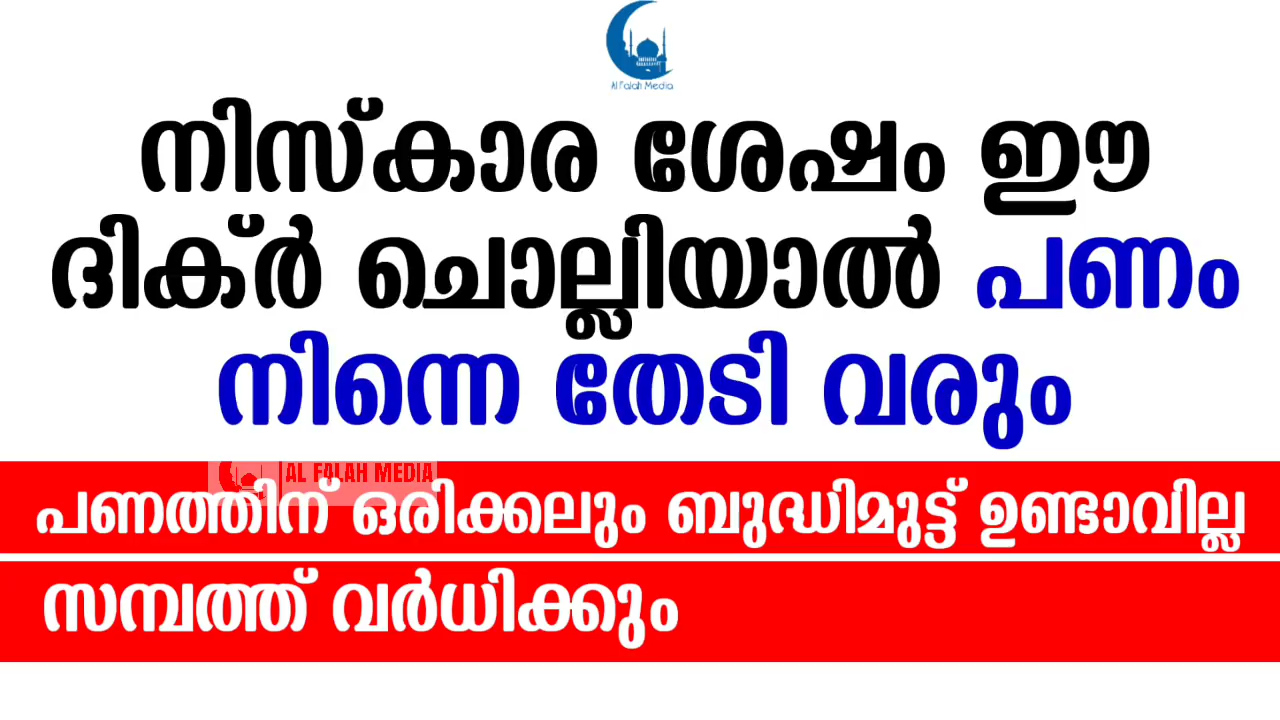 Al Falah Media
നിസ്കാര ശേഷം ഈ
ദിക്ർ ചൊല്ലിയാൽ പണം
നിന്നെ തേടി വരും
AL FALAH MEDIA
പണത്തിന് ഒരിക്കലും ബുദ്ധിമുട്ട് ഉണ്ടാവില്ല
സമ്പത്ത് വർധിക്കും